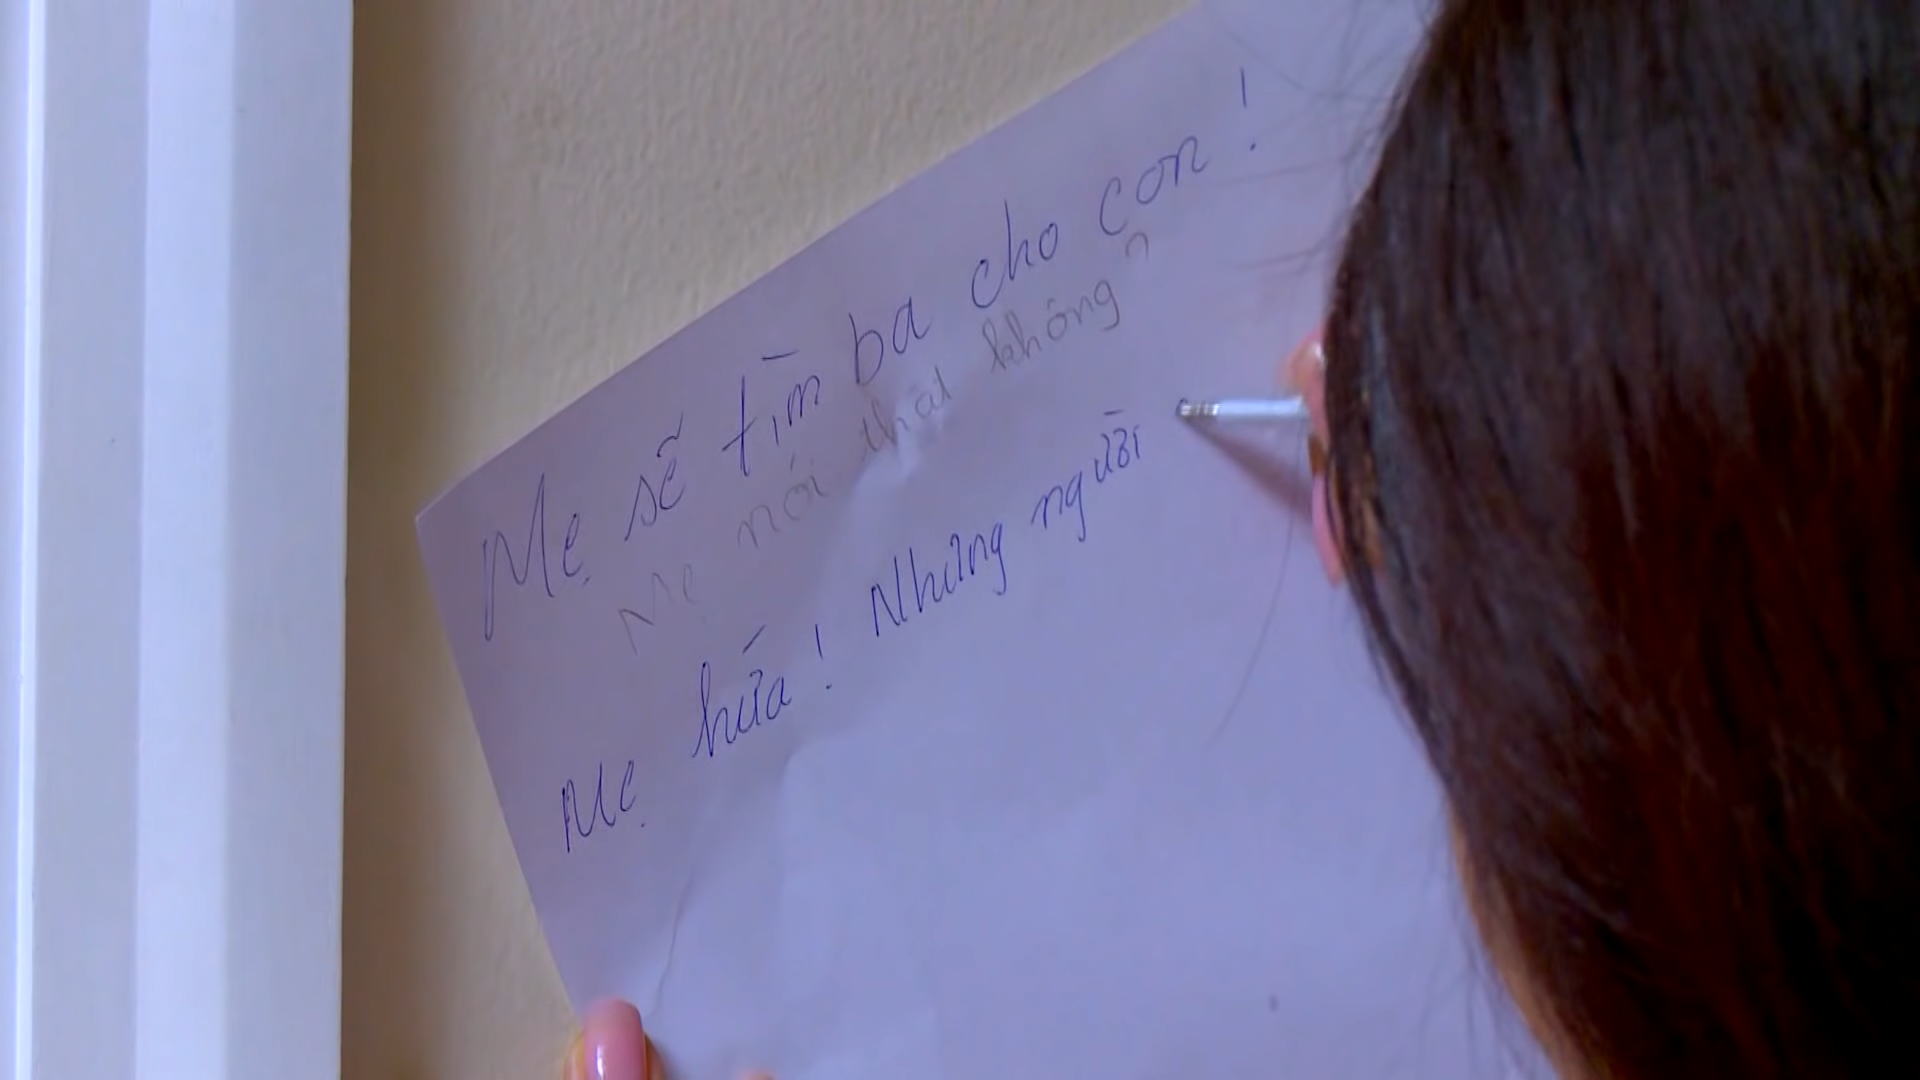 Mẹ sẽ tìm ba cho con!
Mẹ nói thật không
Mẹ hứa! Nhưng người